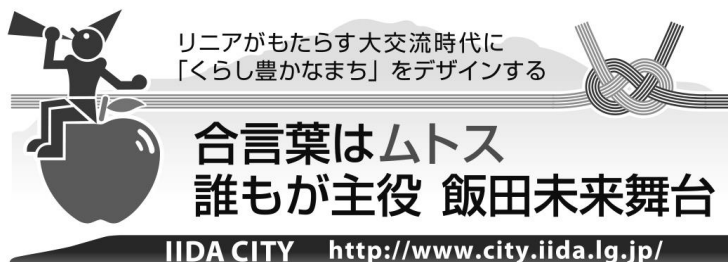 リニアがもたらす大交流時代に
「くらし豊かなまち」をデザインする
合言葉はムトス
誰もが主役 飯田未来舞台
IIDA CITY http://www.city.iida.lg.jp/